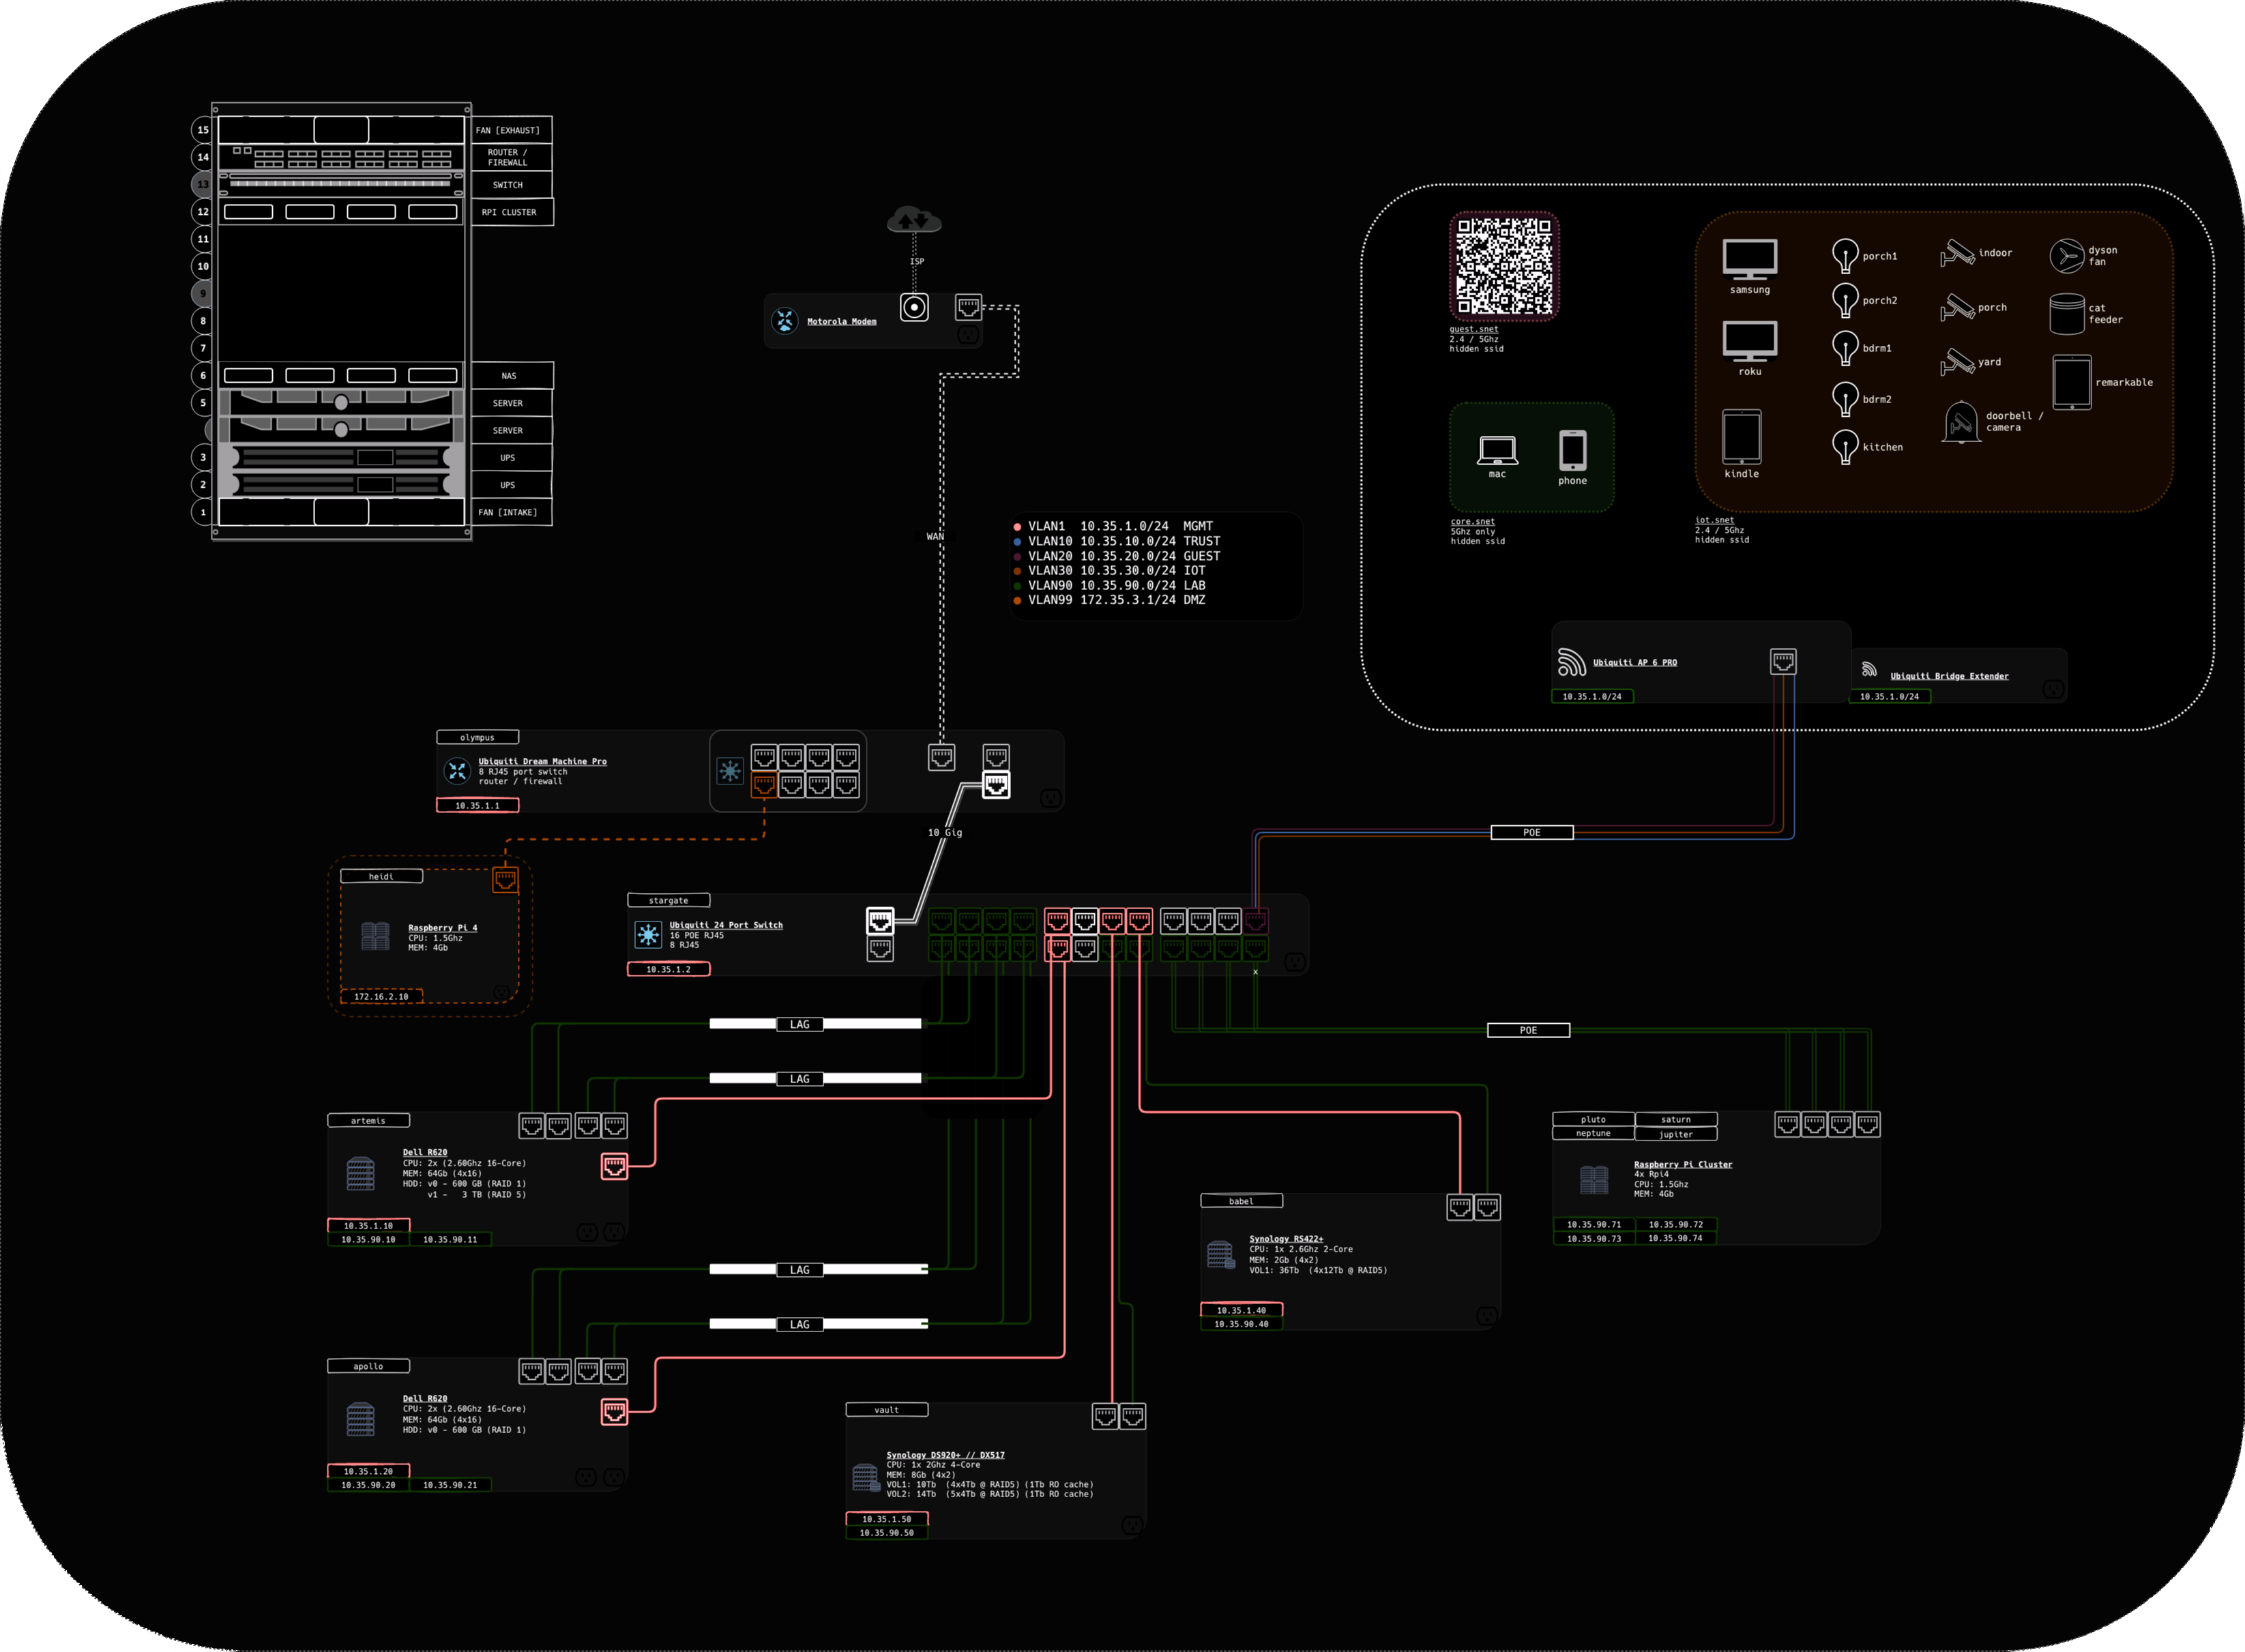 15 FAN [EXHAUST]
14 ROUTER /
FIREWALL
13 SWITCH
12 RPI CLUSTER
11
10
9
8
7
6 NAS
5 SERVER
SERVER
3 UPS
2 UPS
1 FAN [INTAKE]
ISP
Motorola Modem
WAN
VLAN1 10.35.1.0/24 MGMT
VLAN10 10.35.10.0/24 TRUST
VLAN20 10.35.20.0/24 GUEST
VLAN30 10.35.30.0/24 IOT
VLAN90 10.35.90.0/24 LAB
VLAN99 172.35.3.1/24 DMZ
guest.snet
2.4 / 5Ghz
hidden ssid
mac
phone
core.snet
5Ghz only
hidden ssid
samsung
roku
kindle
porch1
porch2
bdrm1
bdrm2
kitchen
indoor
porch
yard
doorbell /
camera
dyson
fan
cat
feeder
remarkable
iot.snet
2.4 / 5Ghz
hidden ssid
Ubiquiti AP 6 PRO
10.35.1.0/24
Ubiquiti Bridge Extender
10.35.1.0/24
olympus
Ubiquiti Dream Machine Pro
8 RJ45 port switch
router / firewall
10.35.1.1
10 Gig
POE
heidi
Raspberry Pi 4
CPU: 1.5Ghz
MEM: 4Gb
172.16.2.10
stargate
Ubiquiti 24 Port Switch
16 POE RJ45
8 RJ45
10.35.1.2
x
LAG
LAG
POE
artemis
Dell R620
CPU: 2x (2.60Ghz 16-Core)
MEM: 64Gb (4x16)
HDD: v0 - 600 GB (RAID 1)
v1 - 3 TB (RAID 5)
10.35.1.10
10.35.90.10 10.35.90.11
pluto saturn
neptune jupiter
Raspberry Pi Cluster
4x Rpi4
CPU: 1.5Ghz
MEM: 4Gb
10.35.90.71 10.35.90.72
10.35.90.73 10.35.90.74
babel
Synology RS422+
CPU: 1x 2.6Ghz 2-Core
MEM: 2Gb (4x2)
VOL1: 36Tb (4x12Tb @ RAID5)
10.35.1.40
10.35.90.40
LAG
LAG
apollo
Dell R620
CPU: 2x (2.60Ghz 16-Core)
MEM: 64Gb (4x16)
HDD: v0 - 600 GB (RAID 1)
10.35.1.20
10.35.90.20 10.35.90.21
vault
Synology DS920+ // DX517
CPU: 1x 2Ghz 4-Core
MEM: 8Gb (4x2)
VOL1: 10Tb (4x4Tb @ RAID5) (1Tb RO cache)
VOL2: 14Tb (5x4Tb @ RAID5) (1Tb RO cache)
10.35.1.50
10.35.90.50